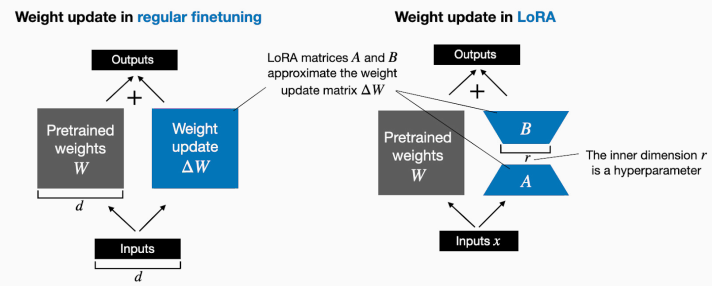 Weight update in regular finetuning
Outputs
+
Pretrained
weights
W
Weight
update
ΔW
d
Inputs
d
LoRA matrices A and B
approximate the weight
update matrix ΔW
Weight update in LoRA
Outputs
+
Pretrained
weights
W
B
r
A
The inner dimension r
is a hyperparameter
Inputs x